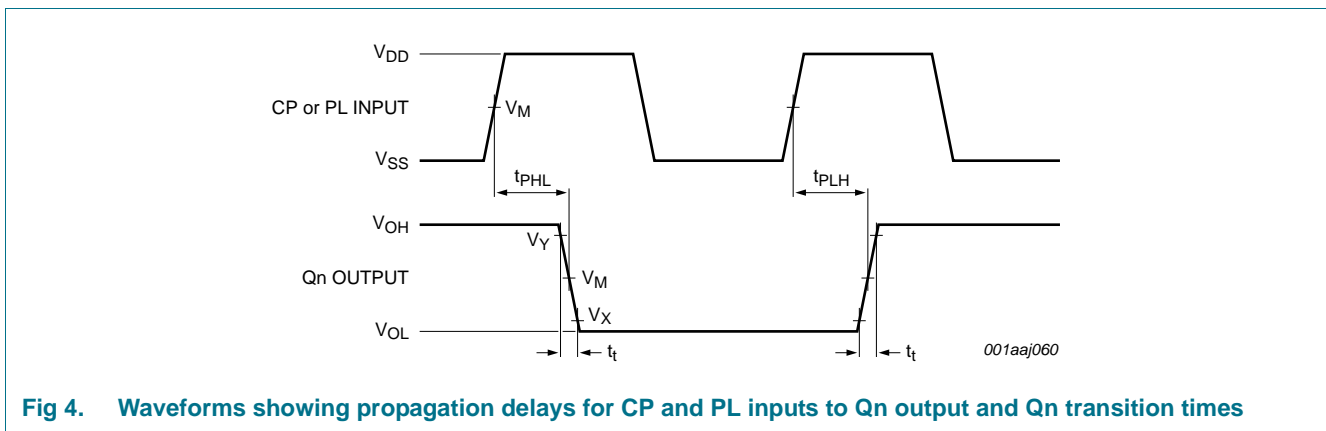 VDD
CP or PL INPUT
VM
VSS
tPHL
tPLH
VOH
VY
Qn OUTPUT
VM
VX
VOL
tt
tt
001aaj060
Fig 4. Waveforms showing propagation delays for CP and PL inputs to Qn output and Qn transition times